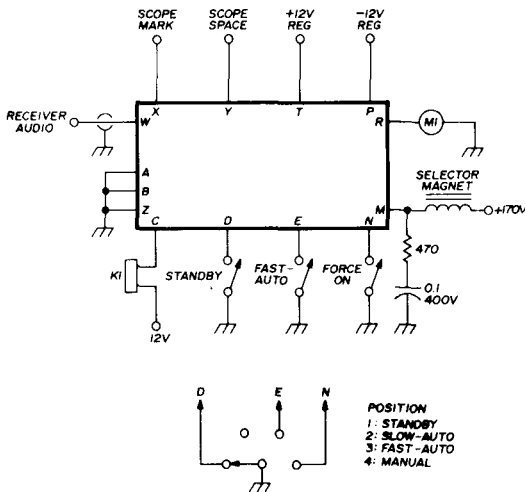 SCOPE
MARK
SCOPE
SPACE
+12V
REG
-12V
REG
X
Y
T
P
RECEIVER
AUDIO
W
R
M1
A
B
Z
SELECTOR
MAGNET
M
+170V
C
D
E
N
K1
STANDBY
FAST-
AUTO
FORCE
ON
470
0.1
400V
12V
D
E
N
POSITION
1: STANDBY
2: SLOW-AUTO
3: FAST-AUTO
4: MANUAL